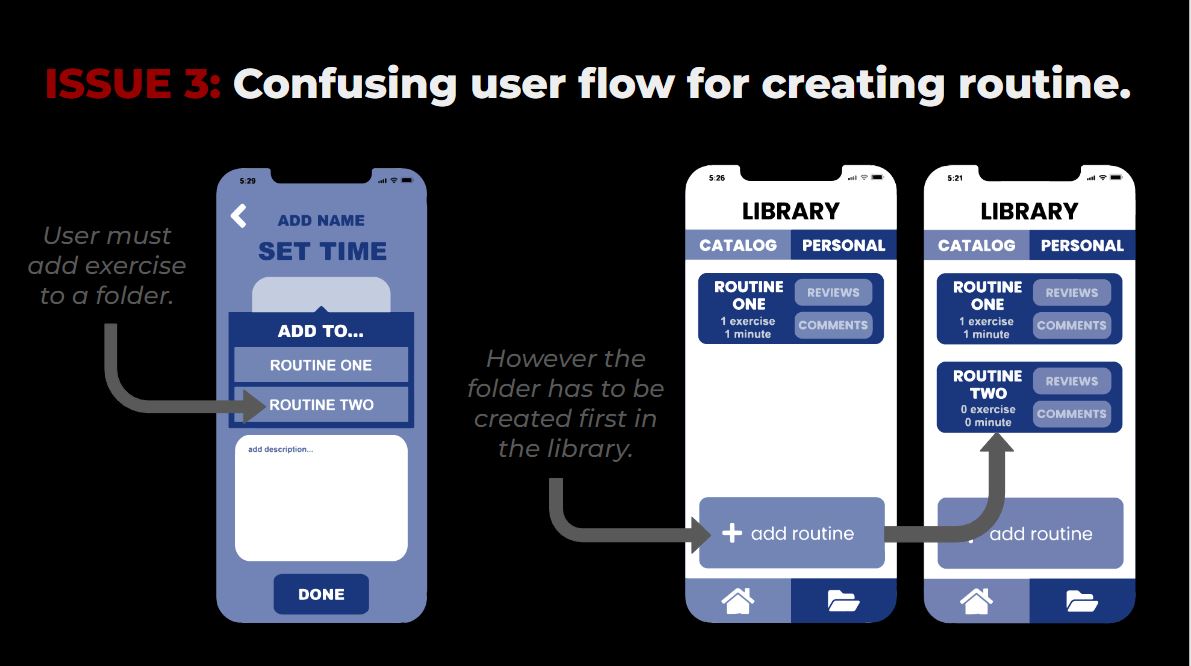 ISSUE 3: Confusing user flow for creating routine.
User must
add exercise
to a folder.
5:29
ADD NAME
SET TIME
ADD TO...
ROUTINE ONE
ROUTINE TWO
add description...
DONE
However the
folder has to be
created first in
the library.
5:26
LIBRARY
CATALOG PERSONAL
ROUTINE
ONE
1 exercise
1 minute
REVIEWS
COMMENTS
+ add routine
5:21
LIBRARY
CATALOG PERSONAL
ROUTINE
ONE
1 exercise
1 minute
REVIEWS
COMMENTS
ROUTINE
TWO
0 exercise
0 minute
REVIEWS
COMMENTS
+ add routine